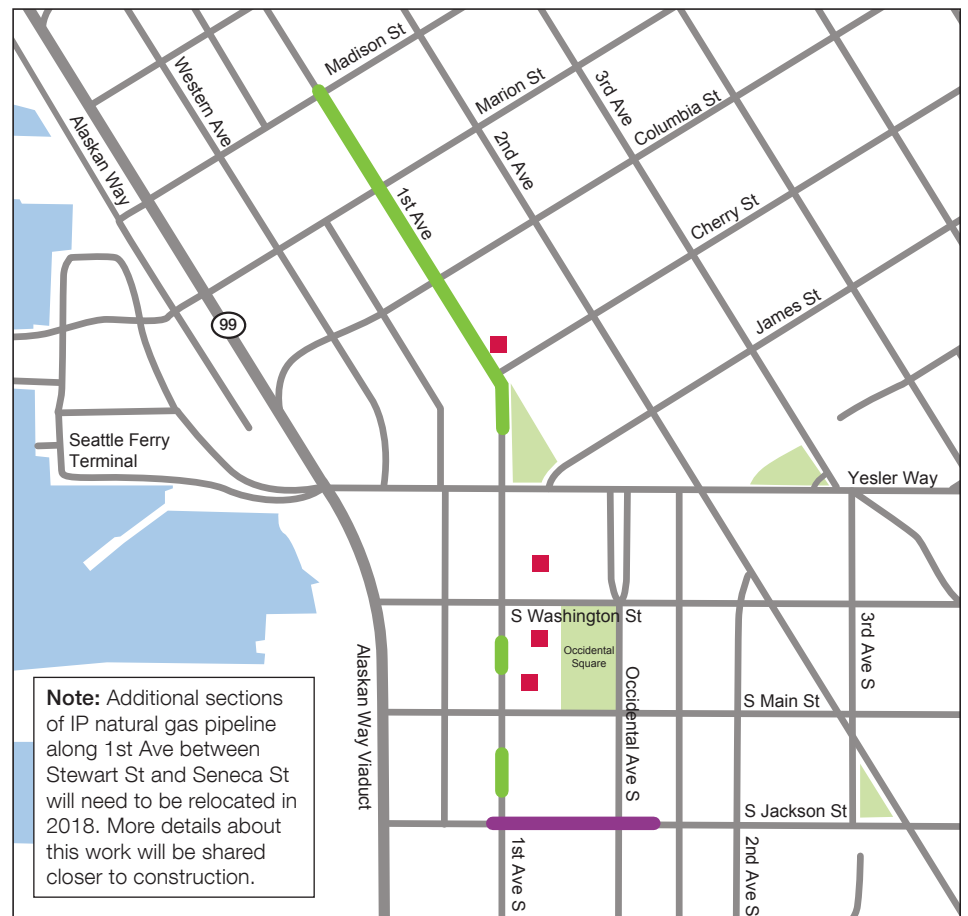 Madison St
Marion St
Columbia St
Cherry St
James St
Western Ave
Alaskan Way
3rd Ave
2nd Ave
1st Ave
99
Seattle Ferry
Terminal
Yesler Way
S Washington St
Occidental
Square
3rd Ave S
Occidental Ave S
Alaskan Way Viaduct
S Main St
S Jackson St
1st Ave S
2nd Ave S
Note: Additional sections
of IP natural gas pipeline
along 1st Ave between
Stewart St and Seneca St
will need to be relocated in
2018. More details about
this work will be shared
closer to construction.